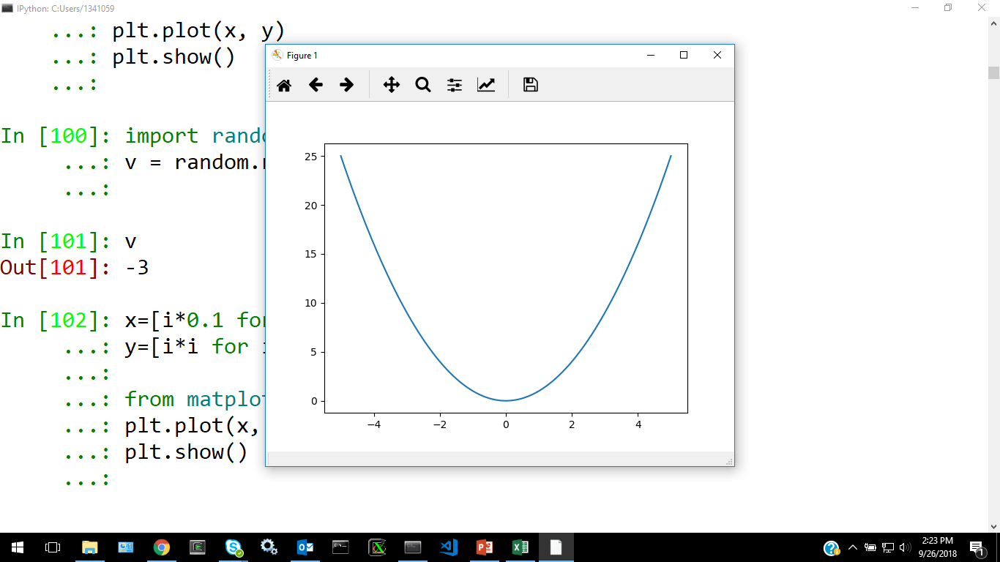 IPython: C:Users/1341059
...: plt.plot(x, y)
...: plt.show()
...:
In [100]: import
...: v = random.
...:
In [101]: v
Out[101]: -3
In [102]: x=[i*0.1 for
...: y=[i*i for
...:
...: from
...: plt.plot(x,
...: plt.show()
...:
Figure 1
25
20
15
10
5
0
−4 −2 0 2 4
2:23 PM
9/26/2018
1